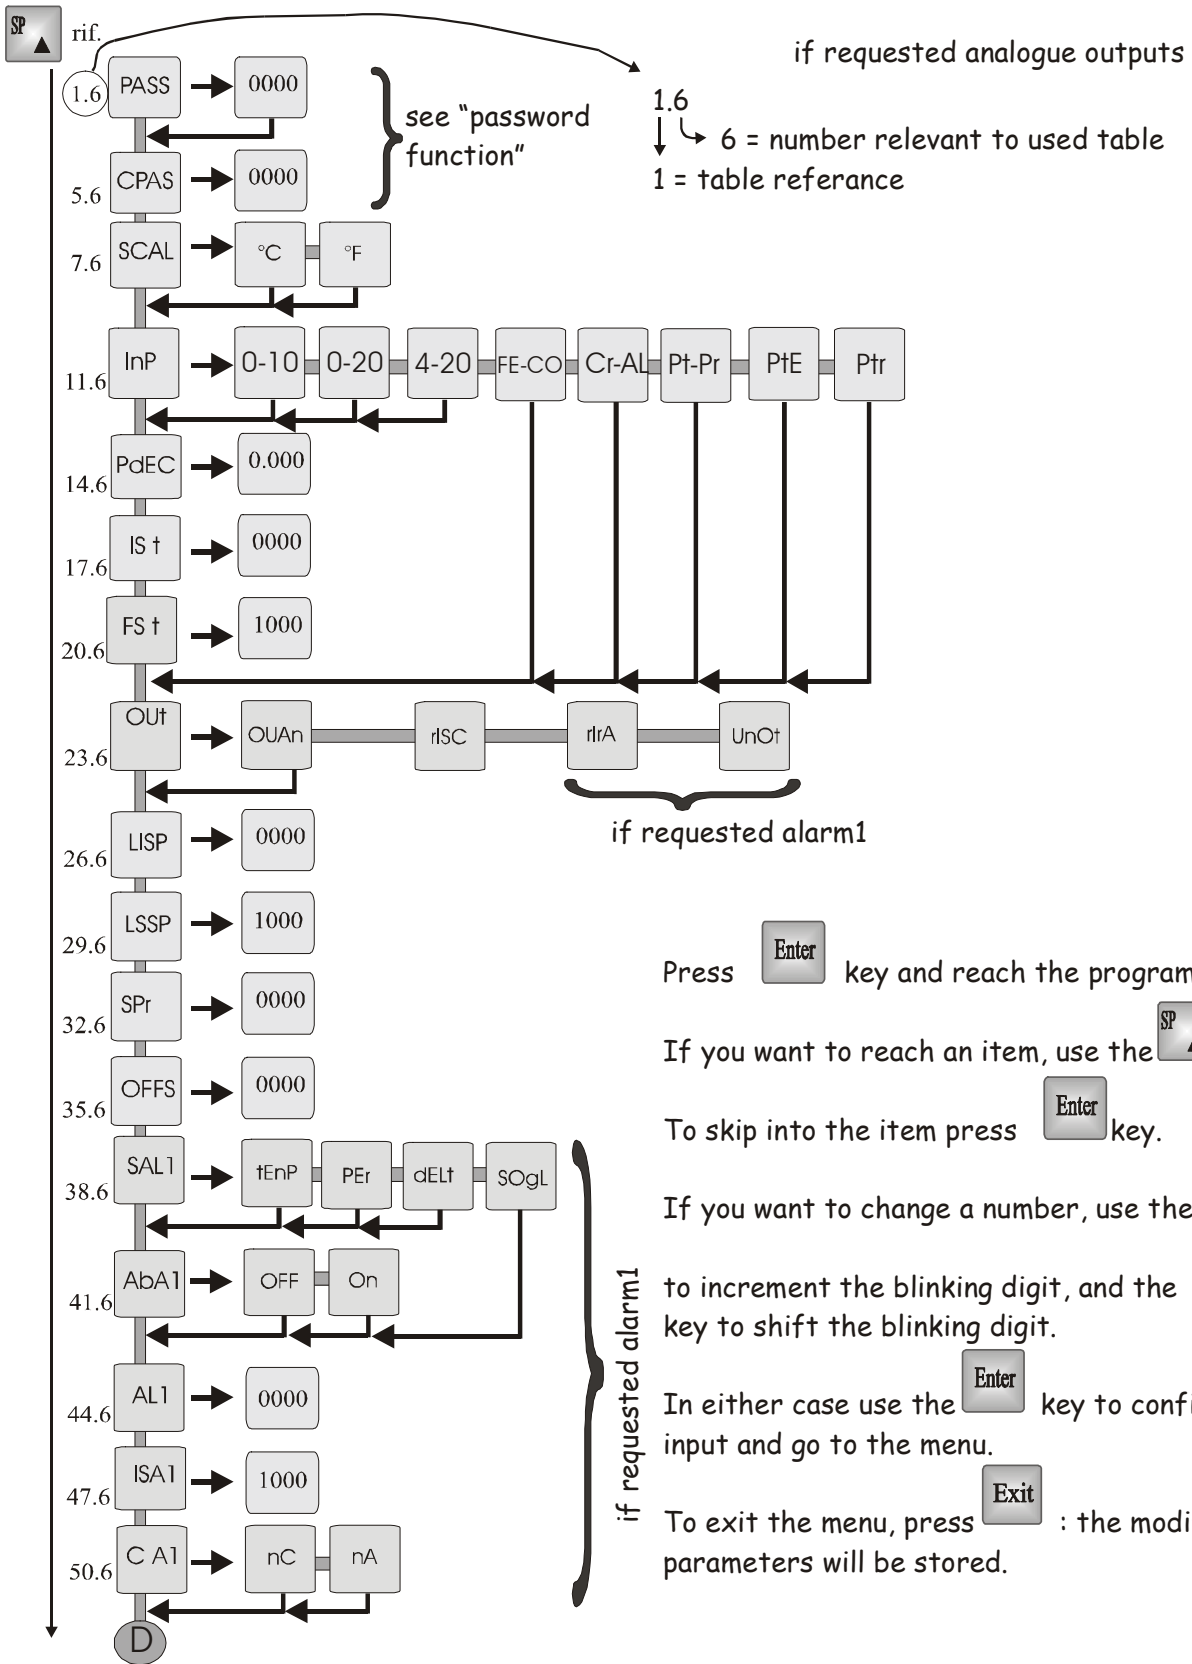 SP
rif.
if requested analogue outputs
1.6 PASS 0000
see “password
function”
1.6
6 = number relevant to used table
1 = table referance
5.6 CPAS 0000
7.6 SCAL °C °F
11.6 InP 0-10 0-20 4-20 FE-CO Cr-AL Pt-Pr PtE Ptr
14.6 PdEC 0.000
17.6 IS t 0000
20.6 FS t 1000
23.6 OUt OUAn rISC rIrA UnOt
if requested alarm1
26.6 LISP 0000
29.6 LSSP 1000
32.6 SPr 0000
35.6 OFFS 0000
38.6 SAL1 tEnP PEr dELt SOgL
41.6 AbA1 OFF On
44.6 AL1 0000
47.6 ISA1 1000
50.6 C A1 nC nA
D
if requested alarm1
Press Enter key and reach the program
If you want to reach an item, use the SP
To skip into the item press Enter key.
If you want to change a number, use the
to increment the blinking digit, and the
key to shift the blinking digit.
In either case use the Enter key to confi
input and go to the menu.
To exit the menu, press Exit : the modi
parameters will be stored.